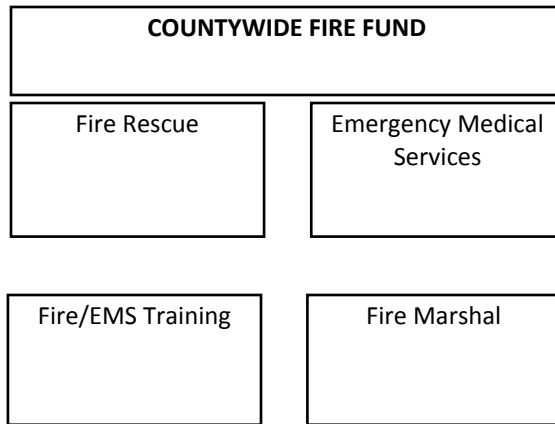 COUNTYWIDE FIRE FUND
Fire Rescue
Emergency Medical
Services
Fire/EMS Training
Fire Marshal